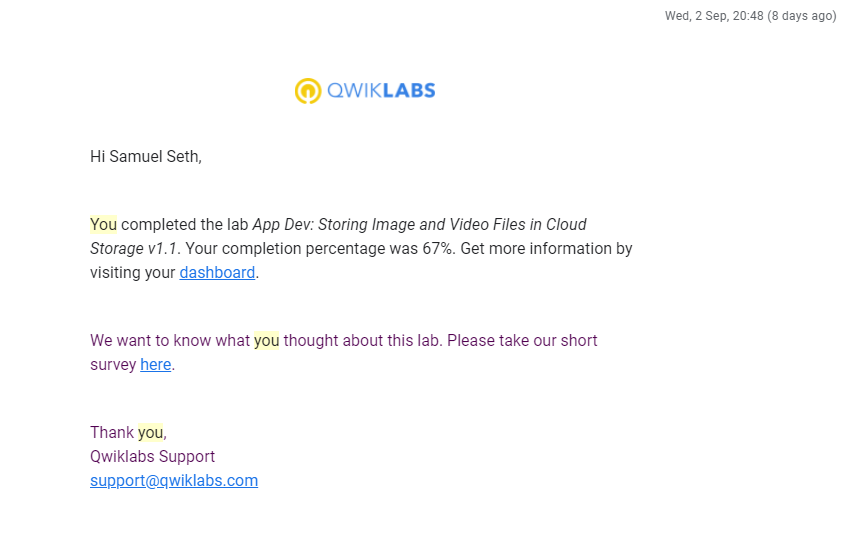 Wed, 2 Sep, 20:48 (8 days ago)
QWIKLABS
Hi Samuel Seth,
You completed the lab App Dev: Storing Image and Video Files in Cloud
Storage v1.1. Your completion percentage was 67%. Get more information by
visiting your dashboard.
We want to know what you thought about this lab. Please take our short
survey here.
Thank you,
Qwiklabs Support
support@qwiklabs.com